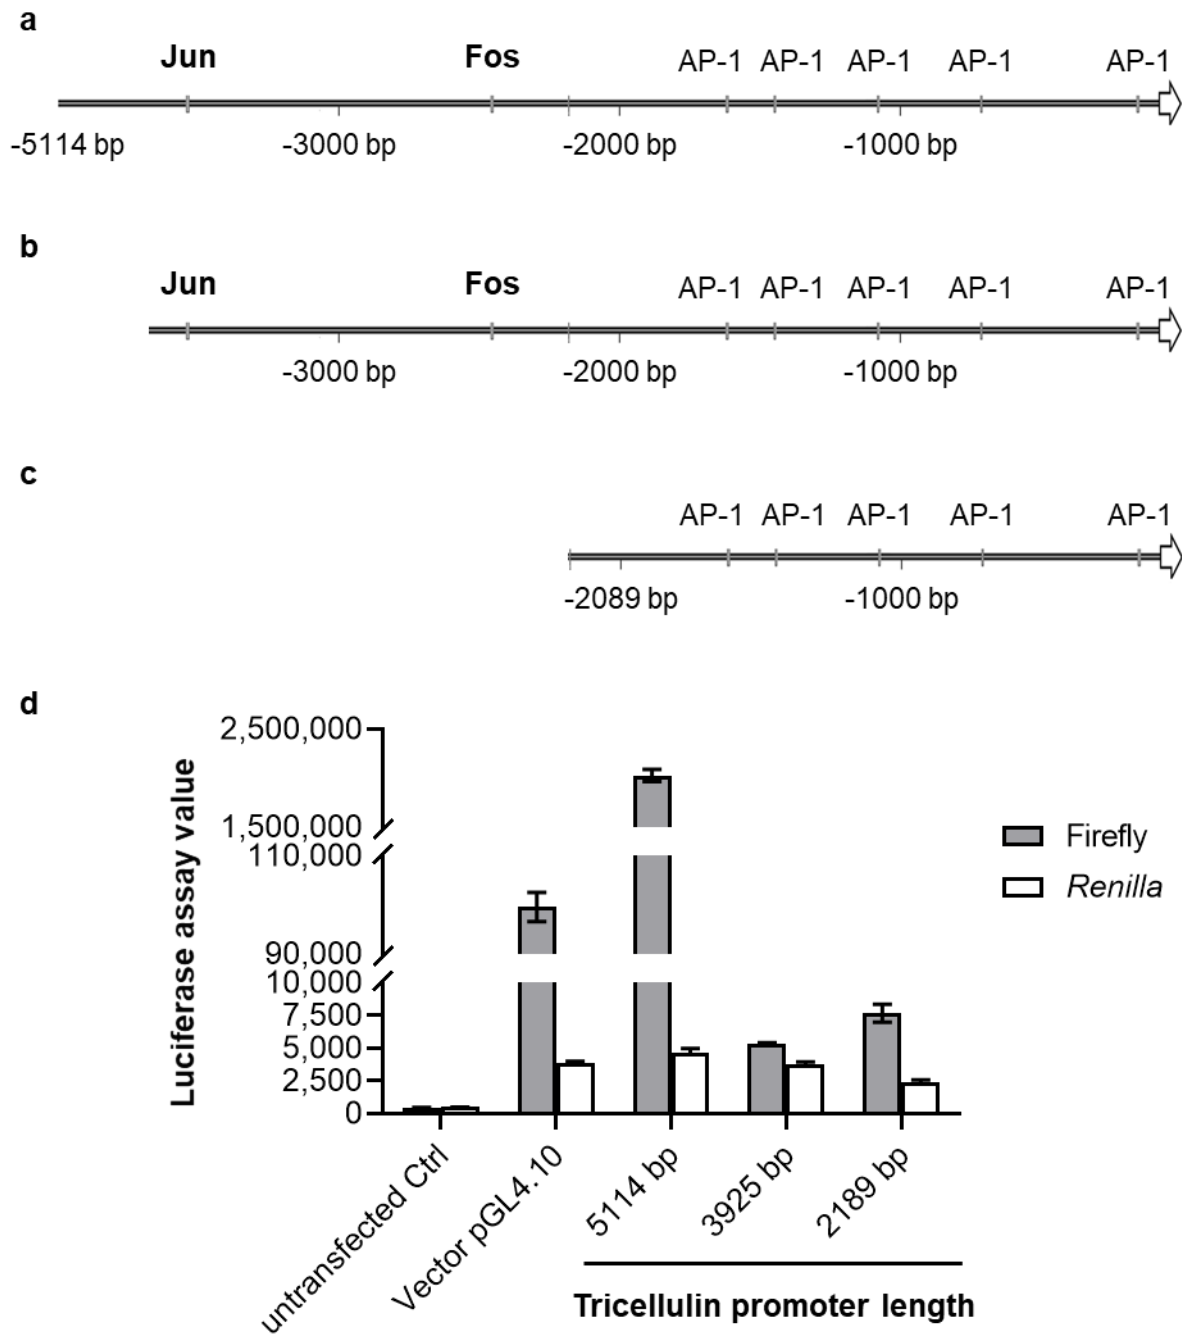 a
Jun Fos AP-1 AP-1 AP-1 AP-1 AP-1
-5114 bp -3000 bp -2000 bp -1000 bp
b
Jun Fos AP-1 AP-1 AP-1 AP-1 AP-1
-3000 bp -2000 bp -1000 bp
c
AP-1 AP-1 AP-1 AP-1 AP-1
-2089 bp -1000 bp
d
Luciferase assay value
2,500,000
1,500,000
110,000
90,000
10,000
7,500
5,000
2,500
0
Firefly
Renilla
untransfected Ctrl
Vector pGL4.10
5114 bp
3925 bp
2189 bp
Tricellulin promoter length